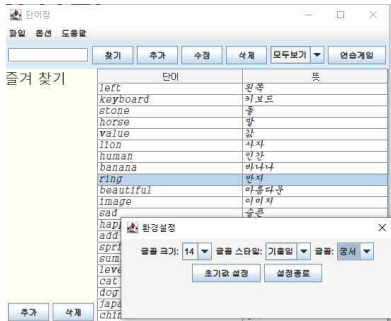 단어장
파일 옵션 도움말
찾기 추가 수정 삭제 모두보기 연습게임
즐겨 찾기
단어 뜻
left 왼쪽
keyboard 키보드
stone 돌
horse 말
value 값
lion 사자
human 인간
banana 바나나
ring 반지
beautiful 아름다운
image 이미지
sad 슬픈
환경설정
글꼴 크기: 14 글꼴 스타일: 기울임 글꼴: 궁서
초기값 설정 설정종료
add
cat
dog
추가 삭제